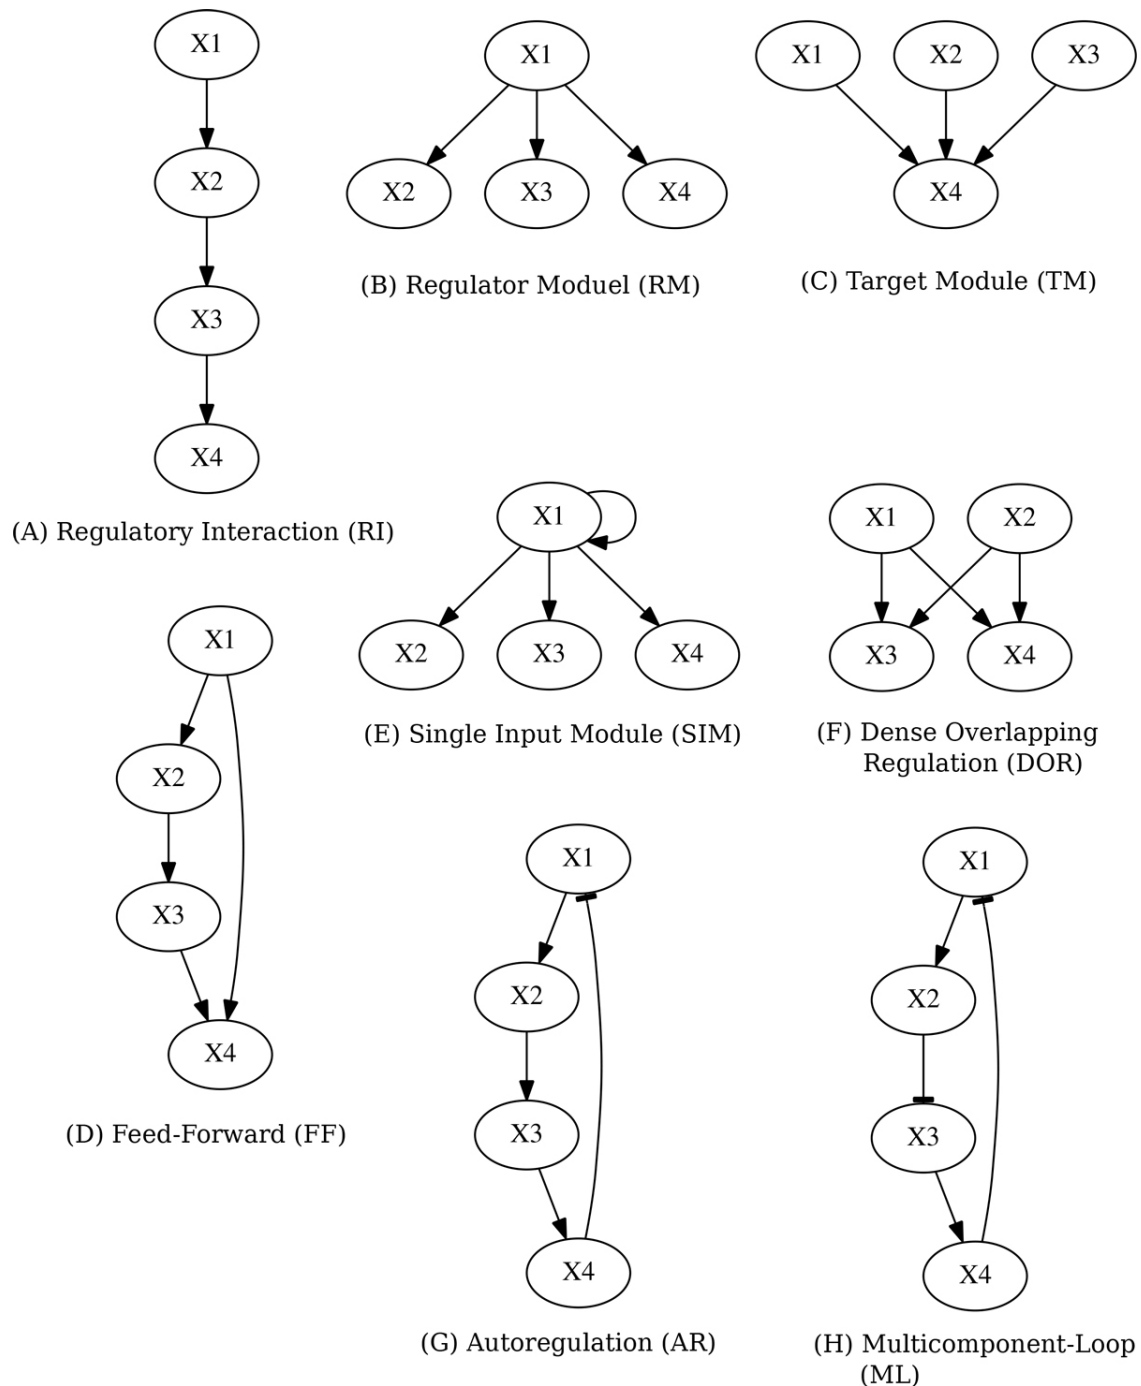 X1
X2
X3
X4
(A) Regulatory Interaction (RI)
X1
X2 X3 X4
(B) Regulator Moduel (RM)
X1 X2 X3
X4
(C) Target Module (TM)
X1
X2
X3
X4
(D) Feed-Forward (FF)
X1
X2 X3 X4
(E) Single Input Module (SIM)
X1 X2
X3 X4
(F) Dense Overlapping
Regulation (DOR)
X1
X2
X3
X4
(G) Autoregulation (AR)
X1
X2
X3
X4
(H) Multicomponent-Loop
(ML)